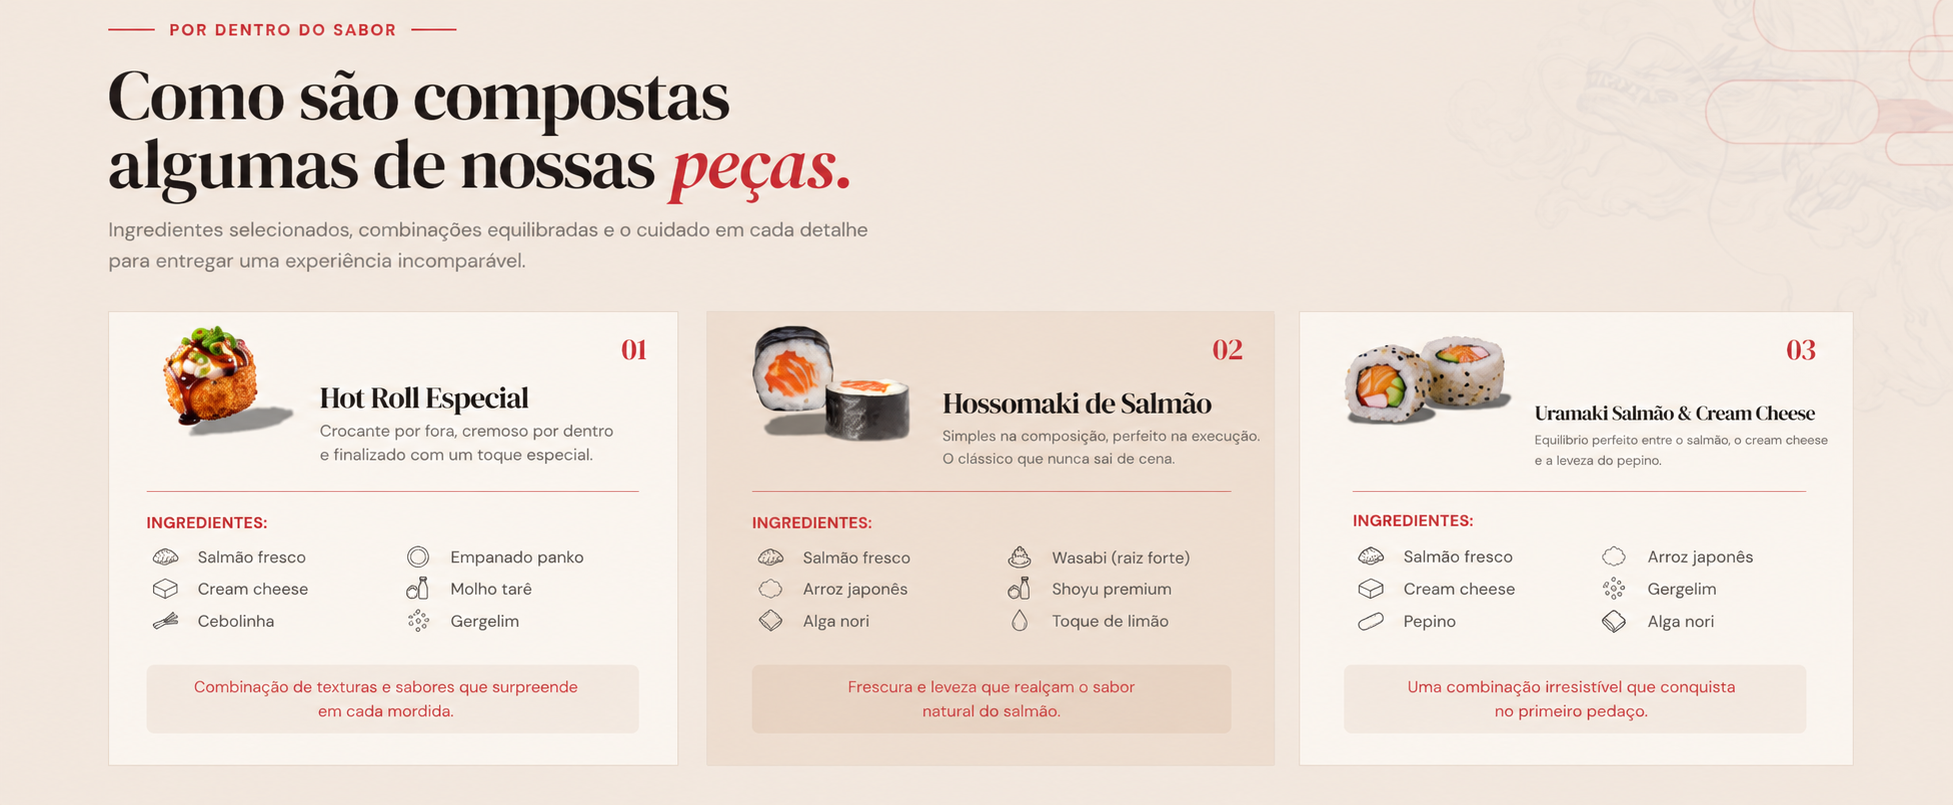 POR DENTRO DO SABOR
Como são compostas
algumas de nossas peças.
Ingredientes selecionados, combinações equilibradas e o cuidado em cada detalhe
para entregar uma experiência incomparável.
01
Hot Roll Especial
Crocante por fora, cremoso por dentro
e finalizado com um toque especial.
INGREDIENTES:
Salmão fresco
Cream cheese
Cebolinha
Empanado panko
Molho tarê
Gergelim
Combinação de texturas e sabores que surpreende
em cada mordida.
02
Hossomaki de Salmão
Simples na composição, perfeito na execução.
O clássico que nunca sai de cena.
INGREDIENTES:
Salmão fresco
Arroz japonês
Alga nori
Wasabi (raiz forte)
Shoyu premium
Toque de limão
Frescura e leveza que realçam o sabor
natural do salmão.
03
Uramaki Salmão & Cream Cheese
Equilibrio perfeito entre o salmão, o cream cheese
e a leveza do pepino.
INGREDIENTES:
Salmão fresco
Cream cheese
Pepino
Arroz japonês
Gergelim
Alga nori
Uma combinação irresistível que conquista
no primeiro pedaço.